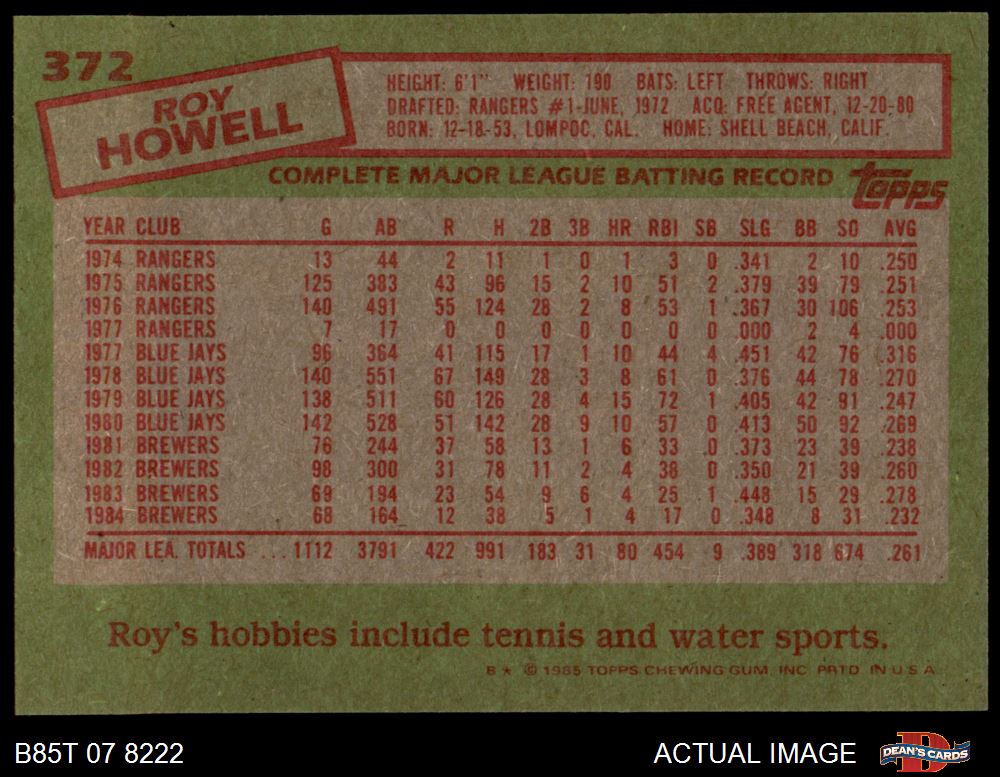 372
ROY
HOWELL
HEIGHT: 6'1" WEIGHT: 190 BATS: LEFT THROWS: RIGHT
DRAFTED: RANGERS #1-JUNE, 1972 ACQ: FREE AGENT, 12-20-80
BORN: 12-18-53, LOMPOC, CAL. HOME: SHELL BEACH, CALIF.
COMPLETE MAJOR LEAGUE BATTING RECORD
topps
YEAR CLUB G AB R H 2B 3B HR RBI SB SLG BB SO AVG
1974 RANGERS 13 44 2 11 1 0 1 3 0 .341 2 10 .250
1975 RANGERS 125 383 43 96 15 2 10 51 2 .379 39 79 .251
1976 RANGERS 140 491 55 124 28 2 8 53 1 .367 30 106 .253
1977 RANGERS 7 17 0 0 0 0 0 0 0 .000 2 4 .000
1977 BLUE JAYS 96 364 41 115 17 1 10 44 4 .451 42 76 .316
1978 BLUE JAYS 140 551 67 149 28 3 8 61 0 .376 44 78 .270
1979 BLUE JAYS 138 511 60 126 28 4 15 72 1 .405 42 91 .247
1980 BLUE JAYS 142 528 51 142 28 9 10 57 0 .413 50 92 .269
1981 BREWERS 76 244 37 58 13 1 6 33 0 .373 23 39 .238
1982 BREWERS 98 300 31 78 11 2 4 38 0 .350 21 39 .260
1983 BREWERS 69 194 23 54 9 6 4 25 1 .448 15 29 .278
1984 BREWERS 68 164 12 38 5 1 4 17 0 .348 8 31 .232
MAJOR LEA. TOTALS ...1112 3791 422 991 183 31 80 454 9 .389 318 674 .261
Roy's hobbies include tennis and water sports.
B★ © 1985 TOPPS CHEWING GUM, INC. PRTD. IN U.S.A.
B85T 07 8222 ACTUAL IMAGE D DEAN'S CARDS